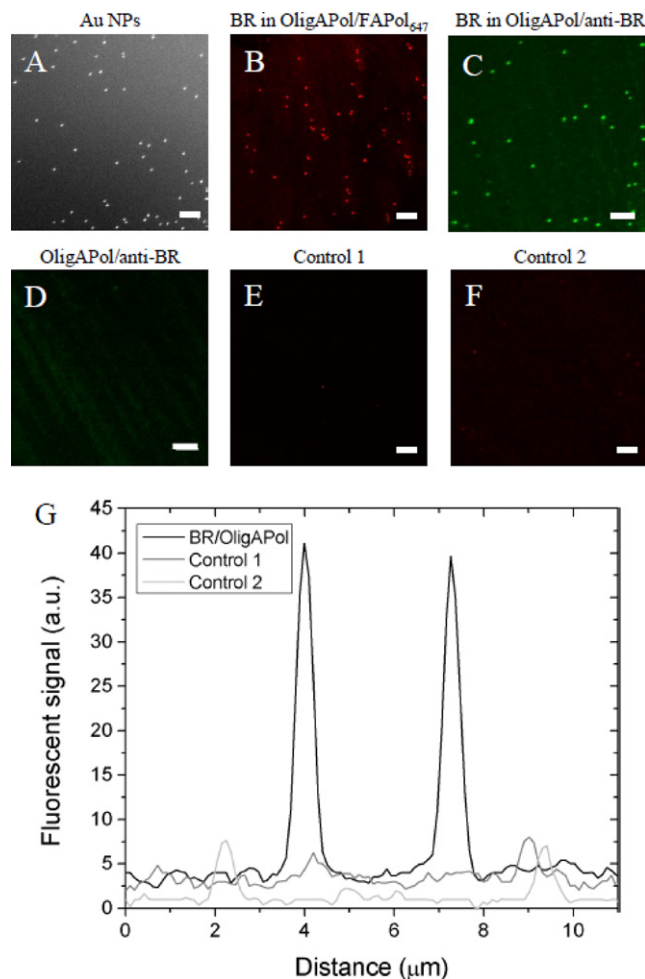 Au NPs BR in OligAPol/FAPol647 BR in OligAPol/anti-BR
A B C
OligAPol/anti-BR Control 1 Control 2
D E F
G
45
40
35
30
25
20
15
10
5
0
BR/OligAPol
Control 1
Control 2
Fluorescent signal (a.u.)
0 2 4 6 8 10
Distance (μm)